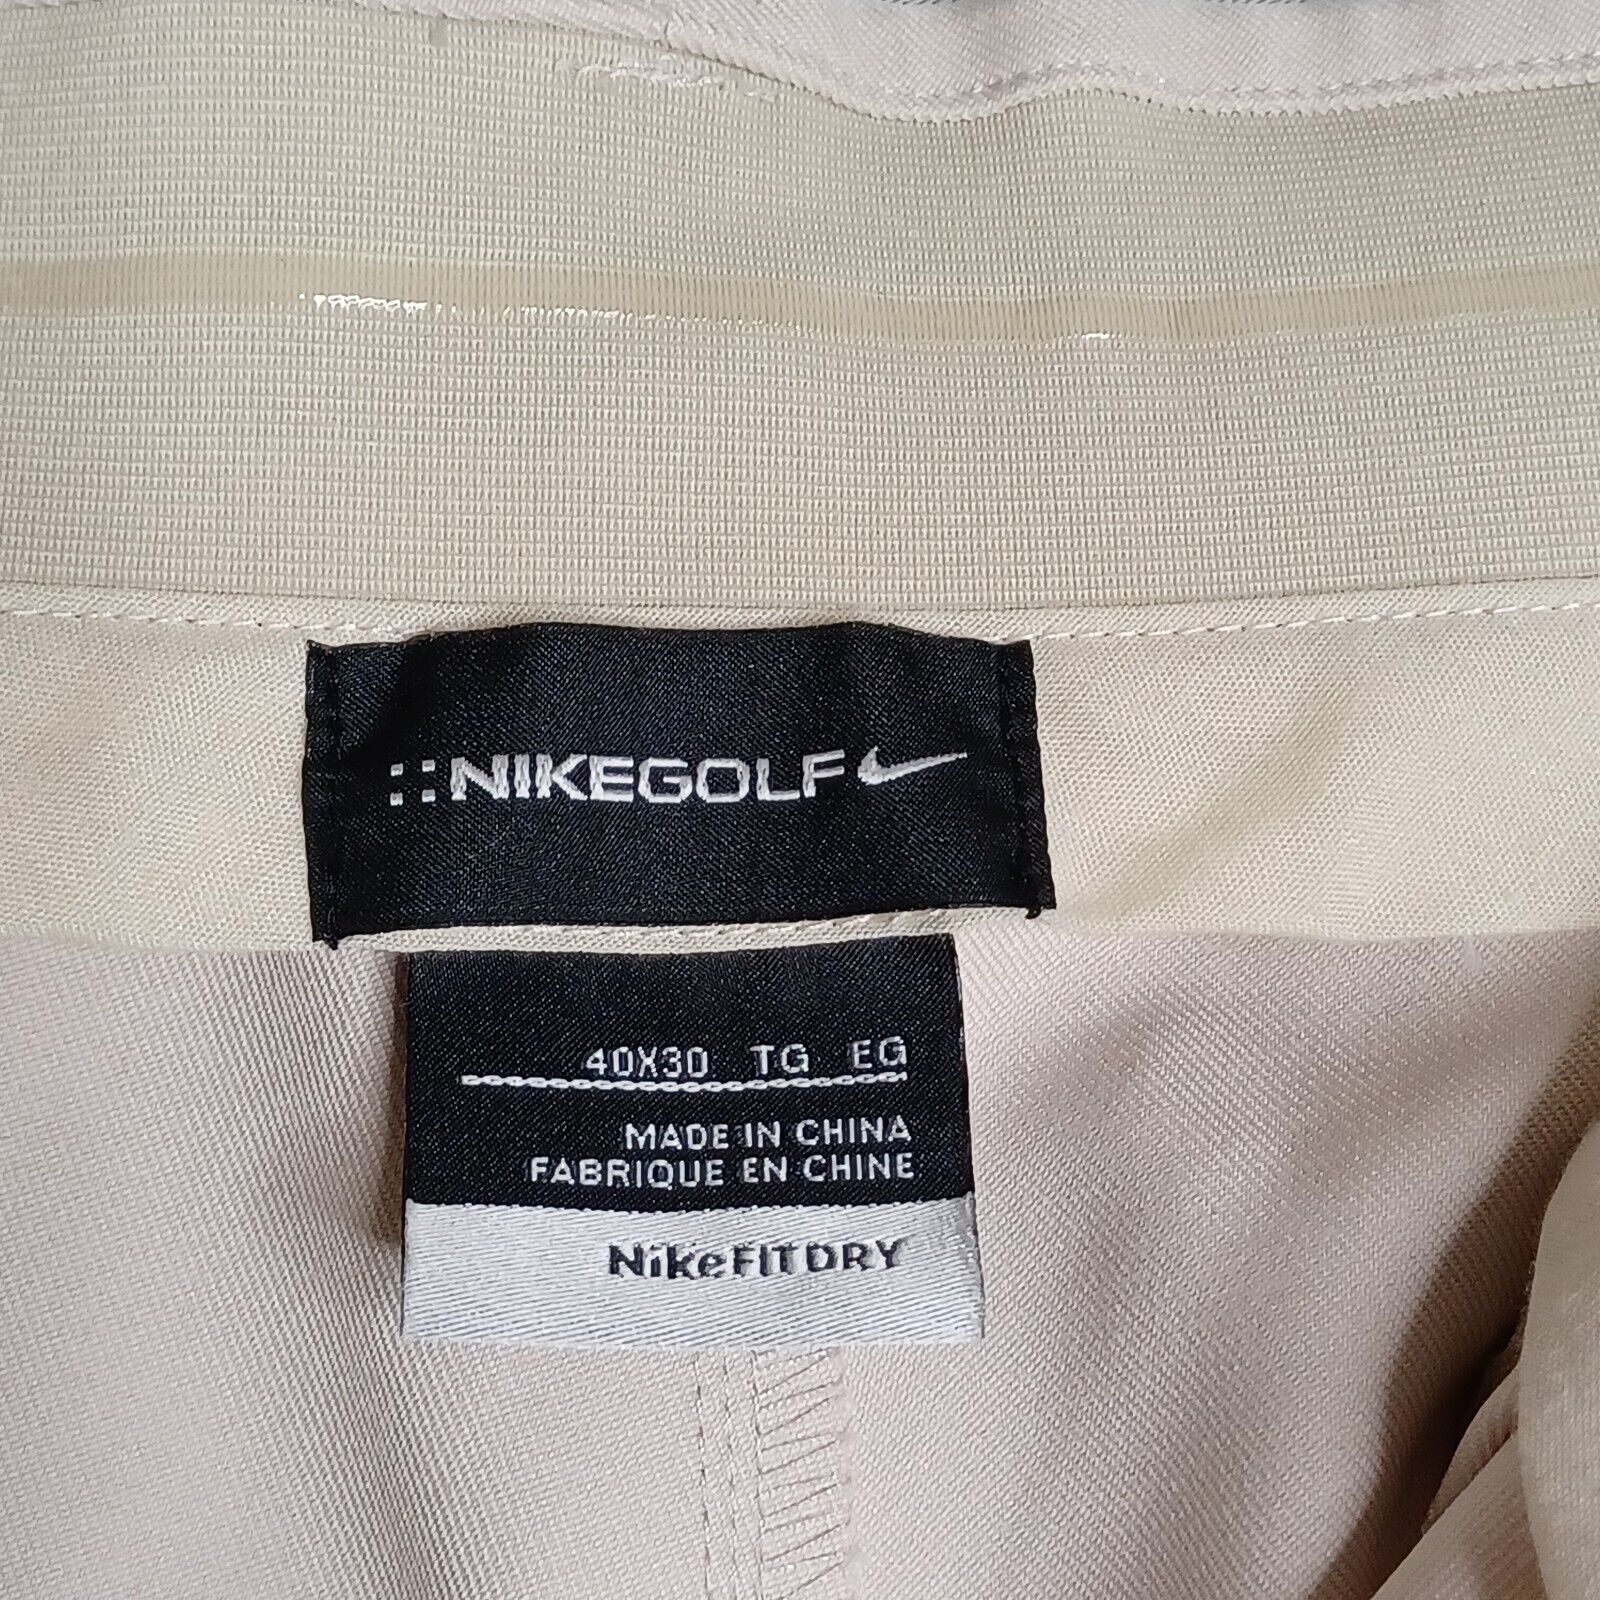 NIKEGOLF
40X30 TG EG
MADE IN CHINA
FABRIQUE EN CHINE
NikeFITDRY